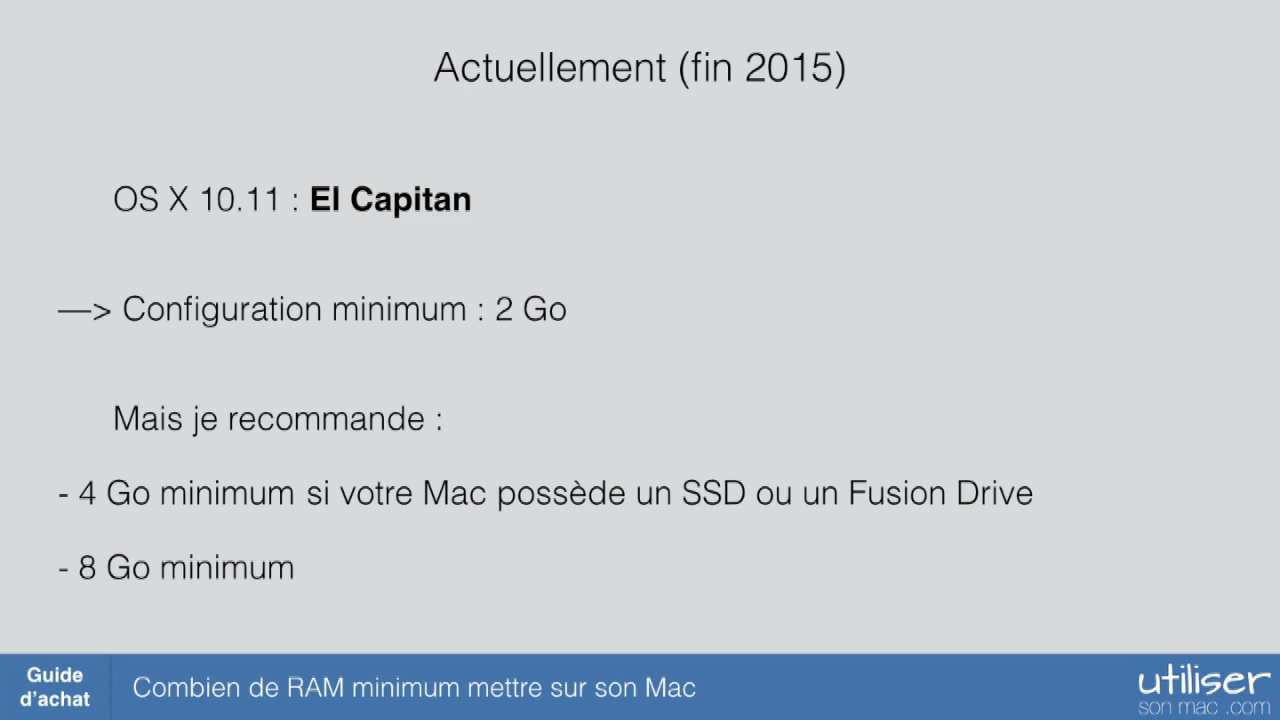 Actuellement (fin 2015)
OS X 10.11 : El Capitan
—> Configuration minimum : 2 Go
Mais je recommande :
- 4 Go minimum si votre Mac possède un SSD ou un Fusion Drive
- 8 Go minimum
Guide
d’achat
Combien de RAM minimum mettre sur son Mac
utiliser
son mac .com